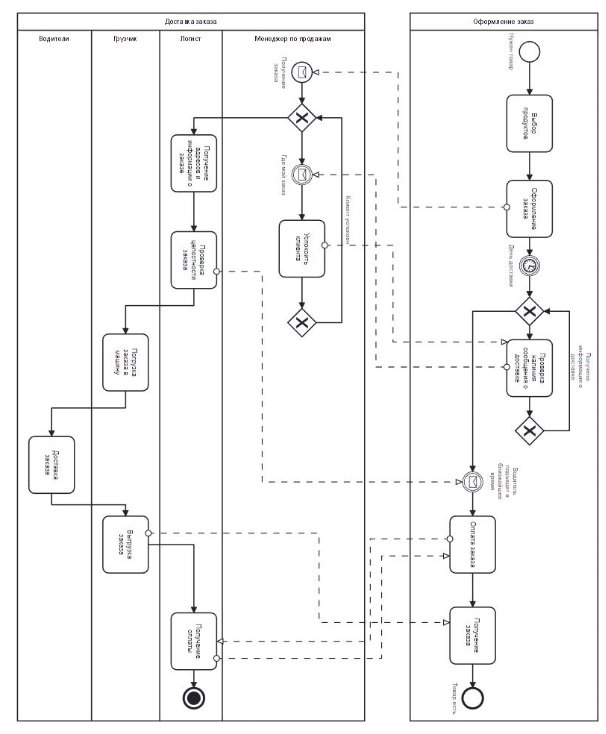 Доставка заказа
Оформление заказа
Водители
Грузчик
Логист
Менеджер по продажам
Получение
заказа
Нужен товар
Выбор
продуктов
Получение
адресов и
информации о
заказе
Где мой заказ
Клиент успокоен
Оформление
заказа
Проверка
целостности
заказа
Успокоить
клиента
День доставки
Погрузка
заказа в
машину
Проверка
наличия
сообщения о
доставке
Получена
информация о
доставке
Доставка
заказа
Водитель
подъедет в
ближайшее
время
Выгрузка
заказа
Оплата заказа
Получение
оплаты
Получение
заказа
Товар есть